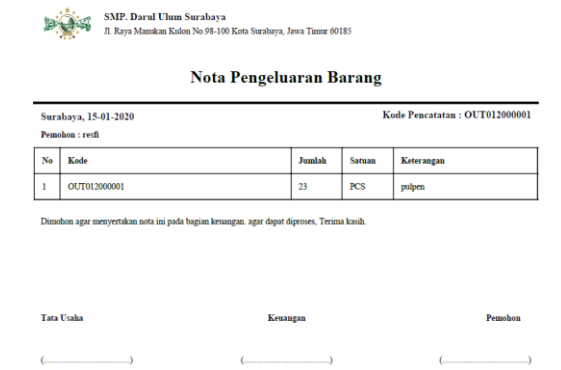 SMP. Darul Ulum Surabaya
Jl. Raya Manukan Kulon No.98-100 Kota Surabaya, Jawa Timur 60185
Nota Pengeluaran Barang
Surabaya, 15-01-2020 Kode Pencatatan : OUT012000001
Pemohon : resfi
No Kode Jumlah Satuan Keterangan
1 OUT012000001 23 PCS pulpen
Dimohon agar menyertakan nota ini pada bagian keuangan. agar dapat diproses, Terima kasih.
Tata Usaha Keuangan Pemohon
(....................................) (....................................) (....................................)